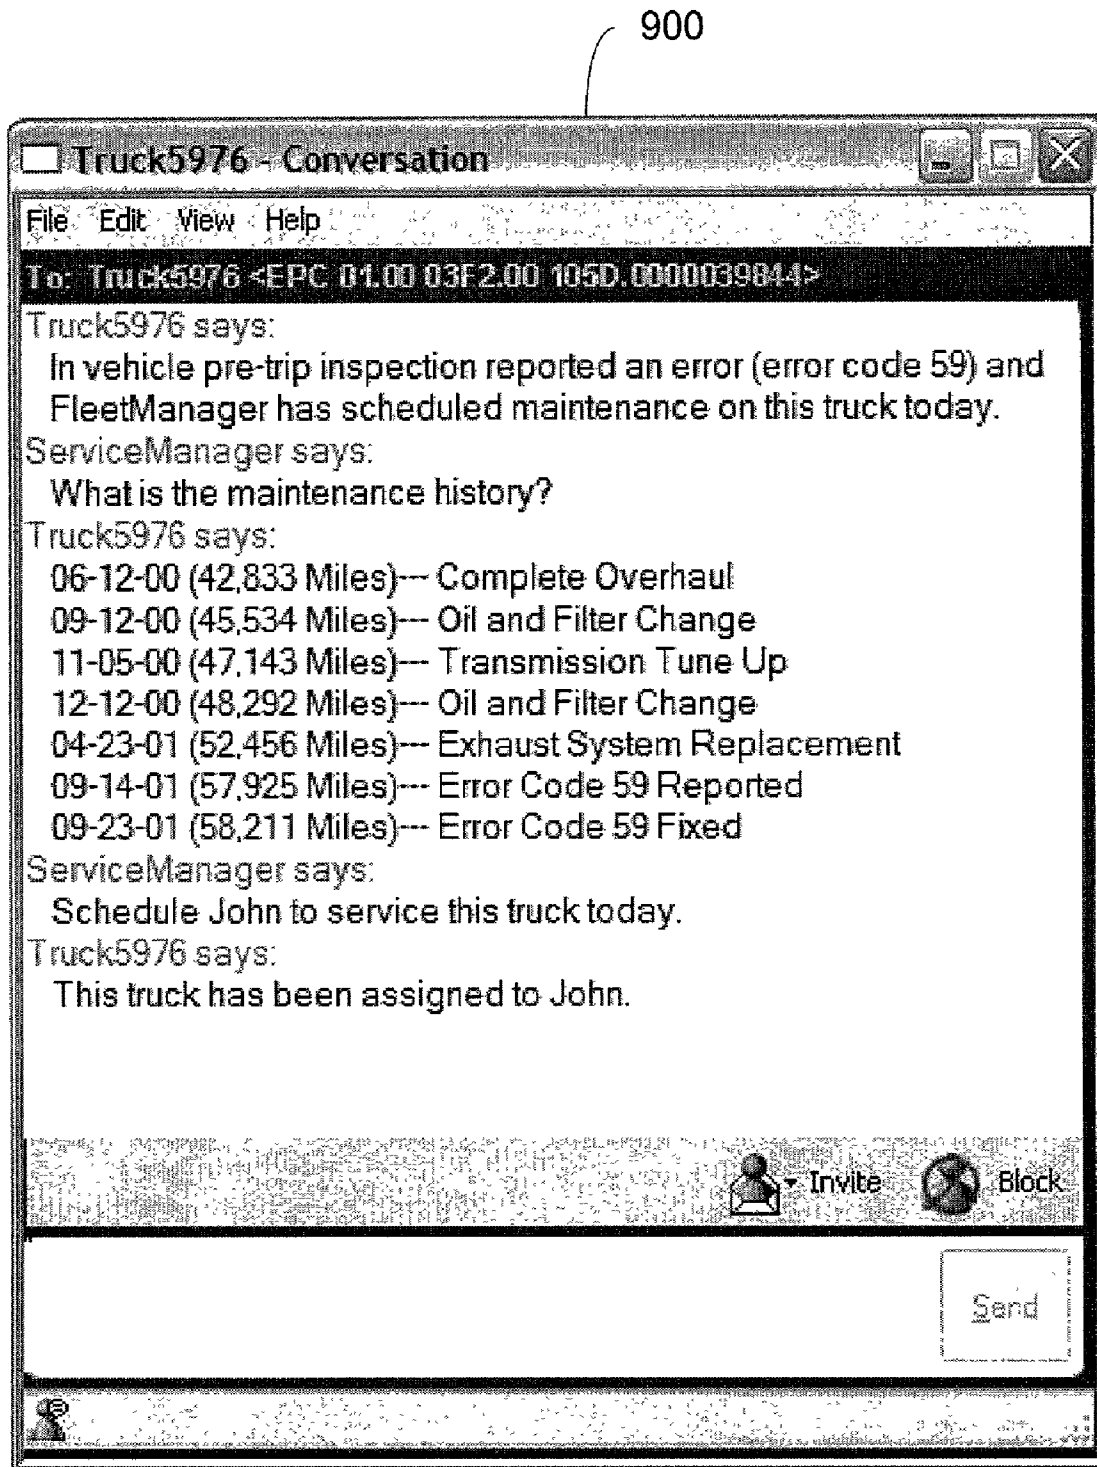 900
Truck5976 - Conversation
File Edit View Help
To: Truck5976 <EPC 01.00 03F2.00 105D.0000039844>
Truck5976 says:
In vehicle pre-trip inspection reported an error (error code 59) and
FleetManager has scheduled maintenance on this truck today.
ServiceManager says:
What is the maintenance history?
Truck5976 says:
06-12-00 (42,833 Miles)--- Complete Overhaul
09-12-00 (45,534 Miles)--- Oil and Filter Change
11-05-00 (47,143 Miles)--- Transmission Tune Up
12-12-00 (48,292 Miles)--- Oil and Filter Change
04-23-01 (52,456 Miles)--- Exhaust System Replacement
09-14-01 (57,925 Miles)--- Error Code 59 Reported
09-23-01 (58,211 Miles)--- Error Code 59 Fixed
ServiceManager says:
Schedule John to service this truck today.
Truck5976 says:
This truck has been assigned to John.
Invite Block
Send